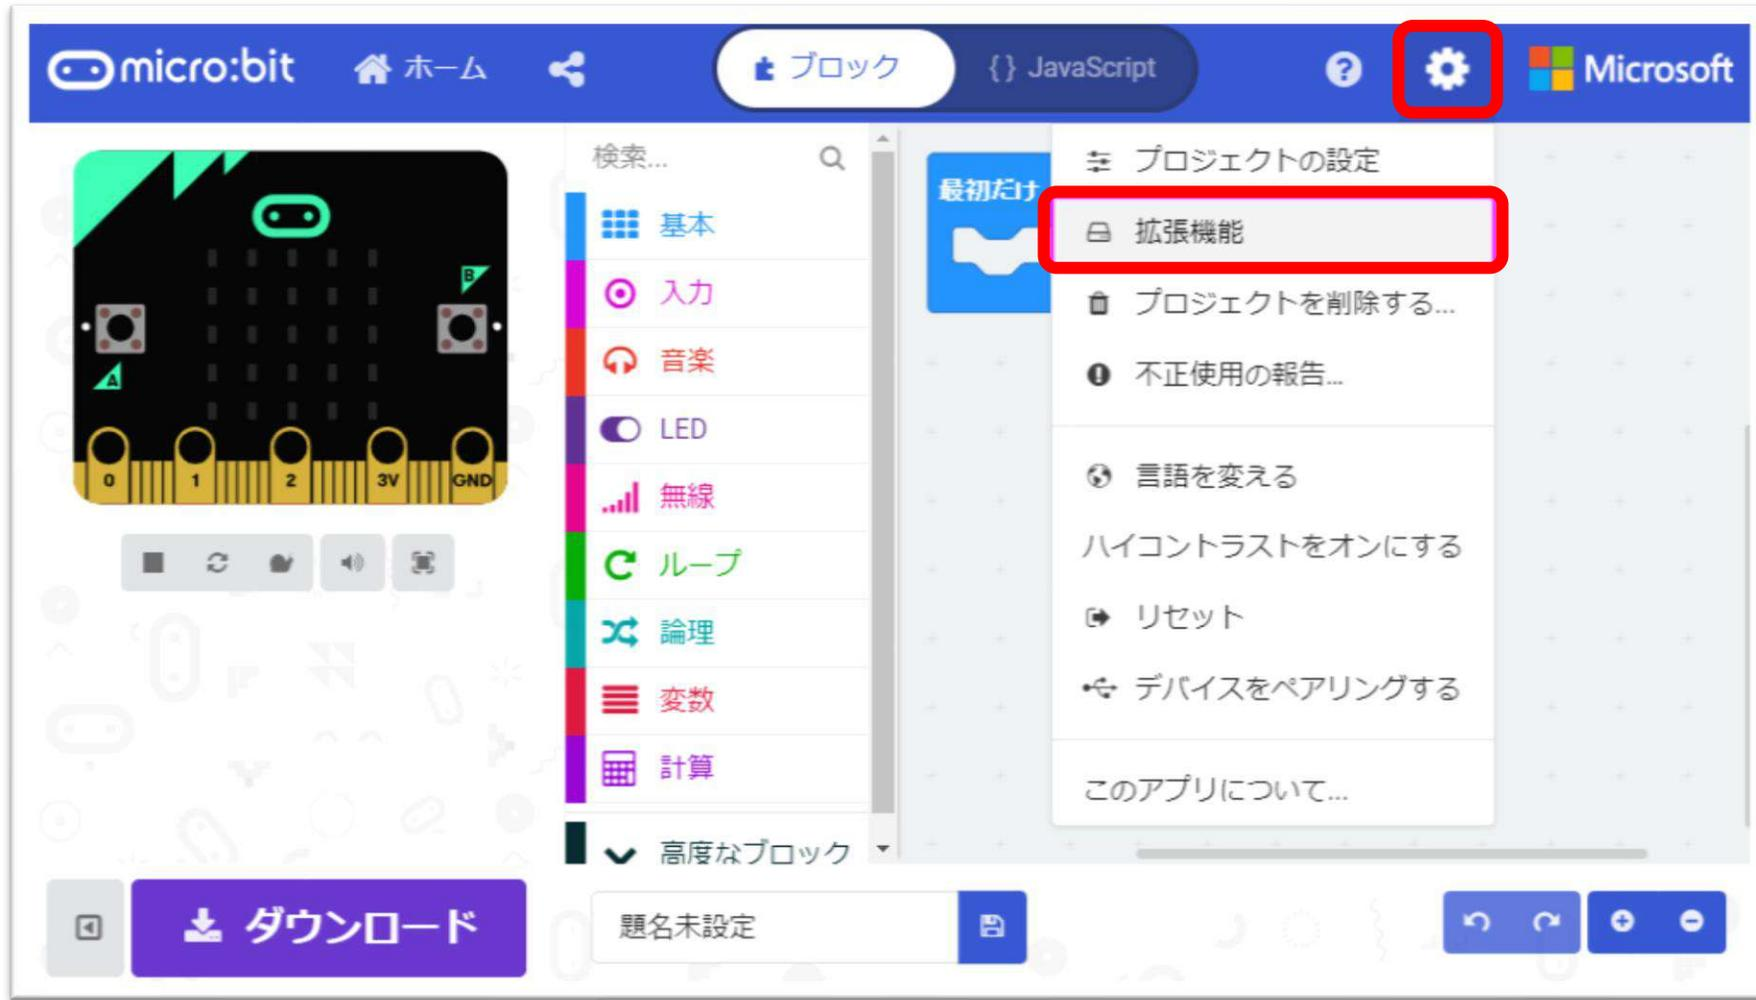 micro:bit ホーム ブロック {} JavaScript Microsoft
B
A
0 1 2 3V GND
検索...
基本
入力
音楽
LED
無線
ループ
論理
変数
計算
高度なブロック
最初だけ
プロジェクトの設定
拡張機能
プロジェクトを削除する...
不正使用の報告...
言語を変える
ハイコントラストをオンにする
リセット
デバイスをペアリングする
このアプリについて...
ダウンロード
題名未設定